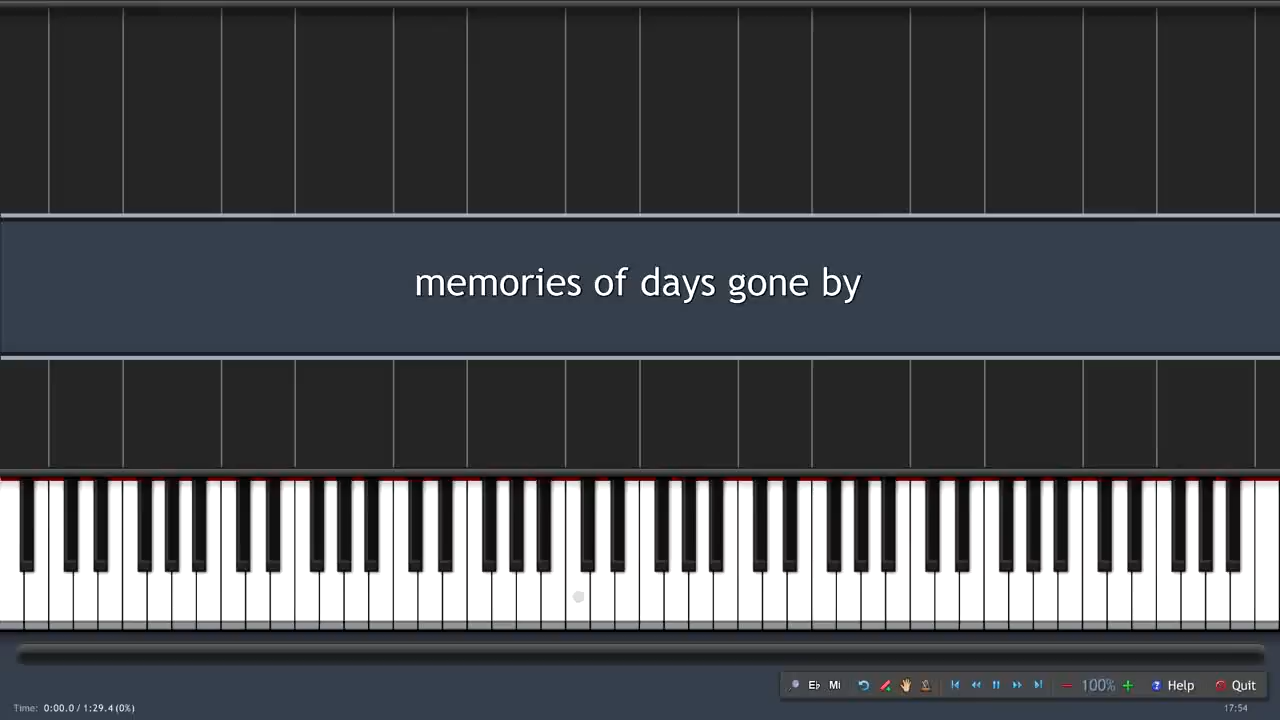 memories of days gone by
Eb Mi 100% Help Quit
Time: 0:00.0 / 1:29.4 (0%)
17:54